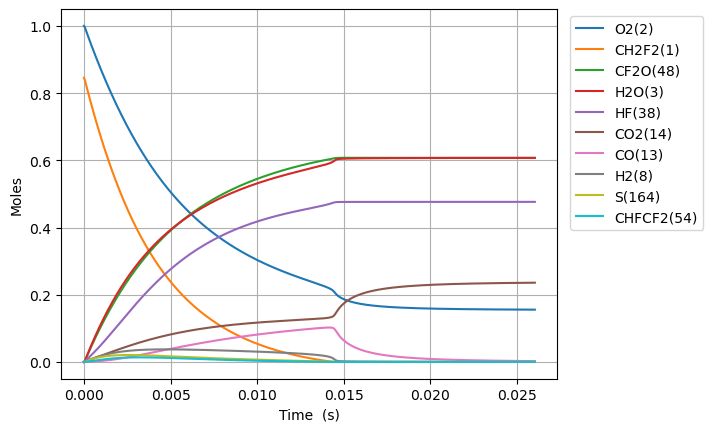 1.0
0.8
0.6
0.4
0.2
0.0
Moles
0.000
0.005
0.010
0.015
0.020
0.025
Time  (s)
O2(2)
CH2F2(1)
CF2O(48)
H2O(3)
HF(38)
CO2(14)
CO(13)
H2(8)
S(164)
CHFCF2(54)